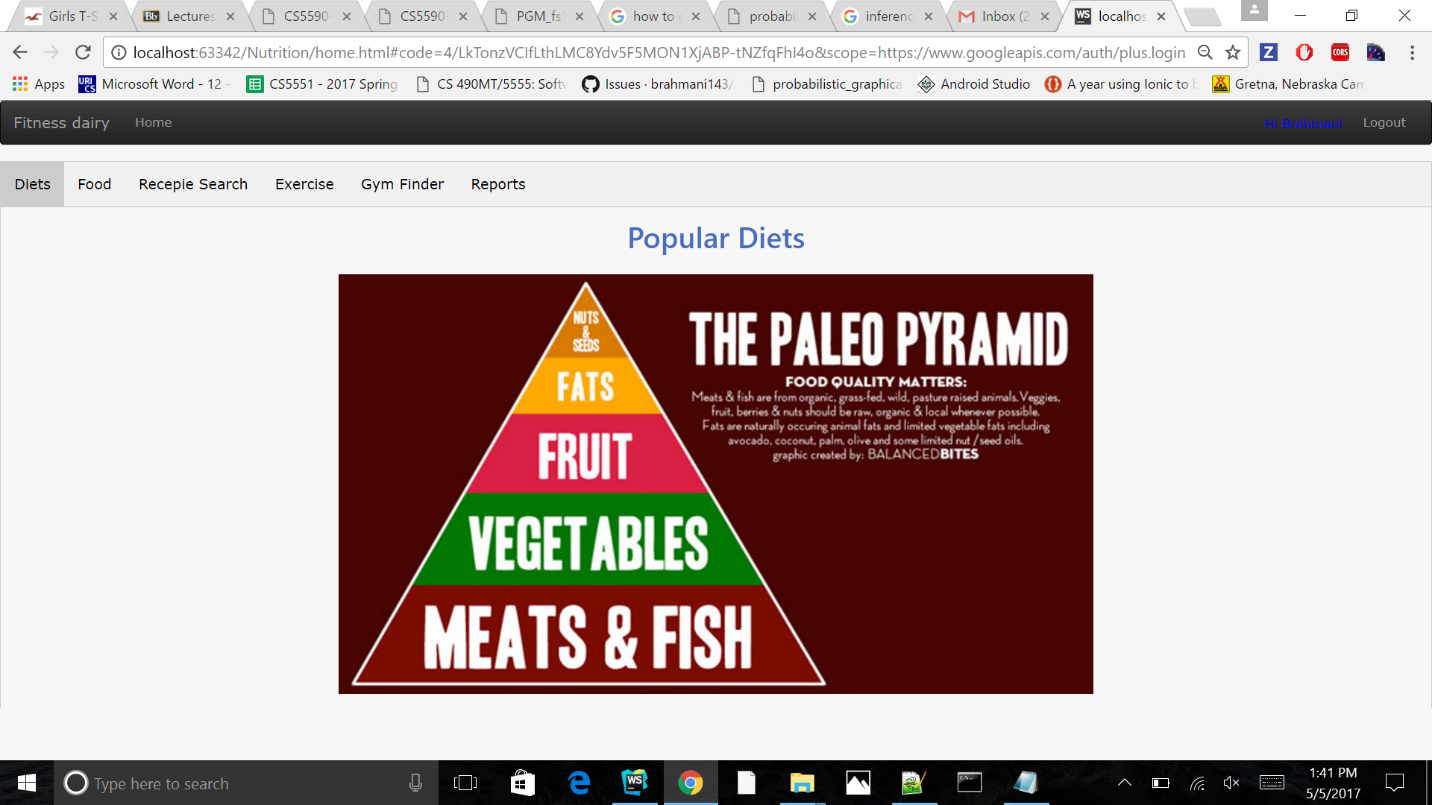 Girls T-S
Lectures
CS5590
CS5590
PGM_fs1
how to
probabil
inferenc
Inbox (2
localhos
localhost:63342/Nutrition/home.html#code=4/LkTonzVCIfLthLMC8Ydv5F5MON1XjABP-tNZfqFhI4o&scope=https://www.googleapis.com/auth/plus.login
Apps
Microsoft Word - 12 -
CS5551 - 2017 Spring
CS 490MT/5555: Softw
Issues · brahmani143/
probabilistic_graphica
Android Studio
A year using Ionic to b
Gretna, Nebraska Cam
Fitness dairy
Home
Hi Brahmani
Logout
Diets
Food
Recepie Search
Exercise
Gym Finder
Reports
Popular Diets
NUTS
&
SEEDS
FATS
FRUIT
VEGETABLES
MEATS & FISH
THE PALEO PYRAMID
FOOD QUALITY MATTERS:
Meats & fish are from organic, grass-fed, wild, pasture raised animals. Veggies,
fruit, berries & nuts should be raw, organic & local whenever possible.
Fats are naturally occuring animal fats and limited vegetable fats including
avocado, coconut, palm, olive and some limited nut / seed oils.
graphic created by: BALANCEDBITES
Type here to search
1:41 PM
5/5/2017